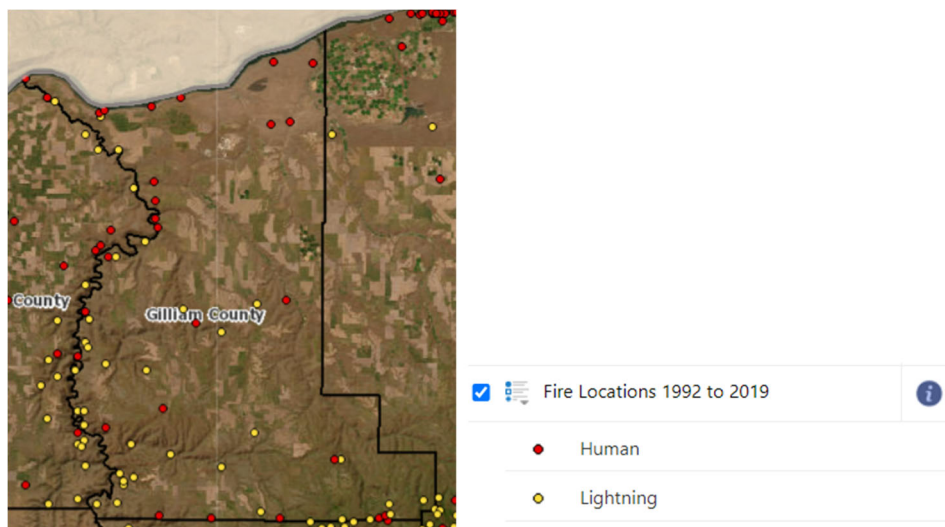 County
Gilliam County
Fire Locations 1992 to 2019
i
Human
Lightning